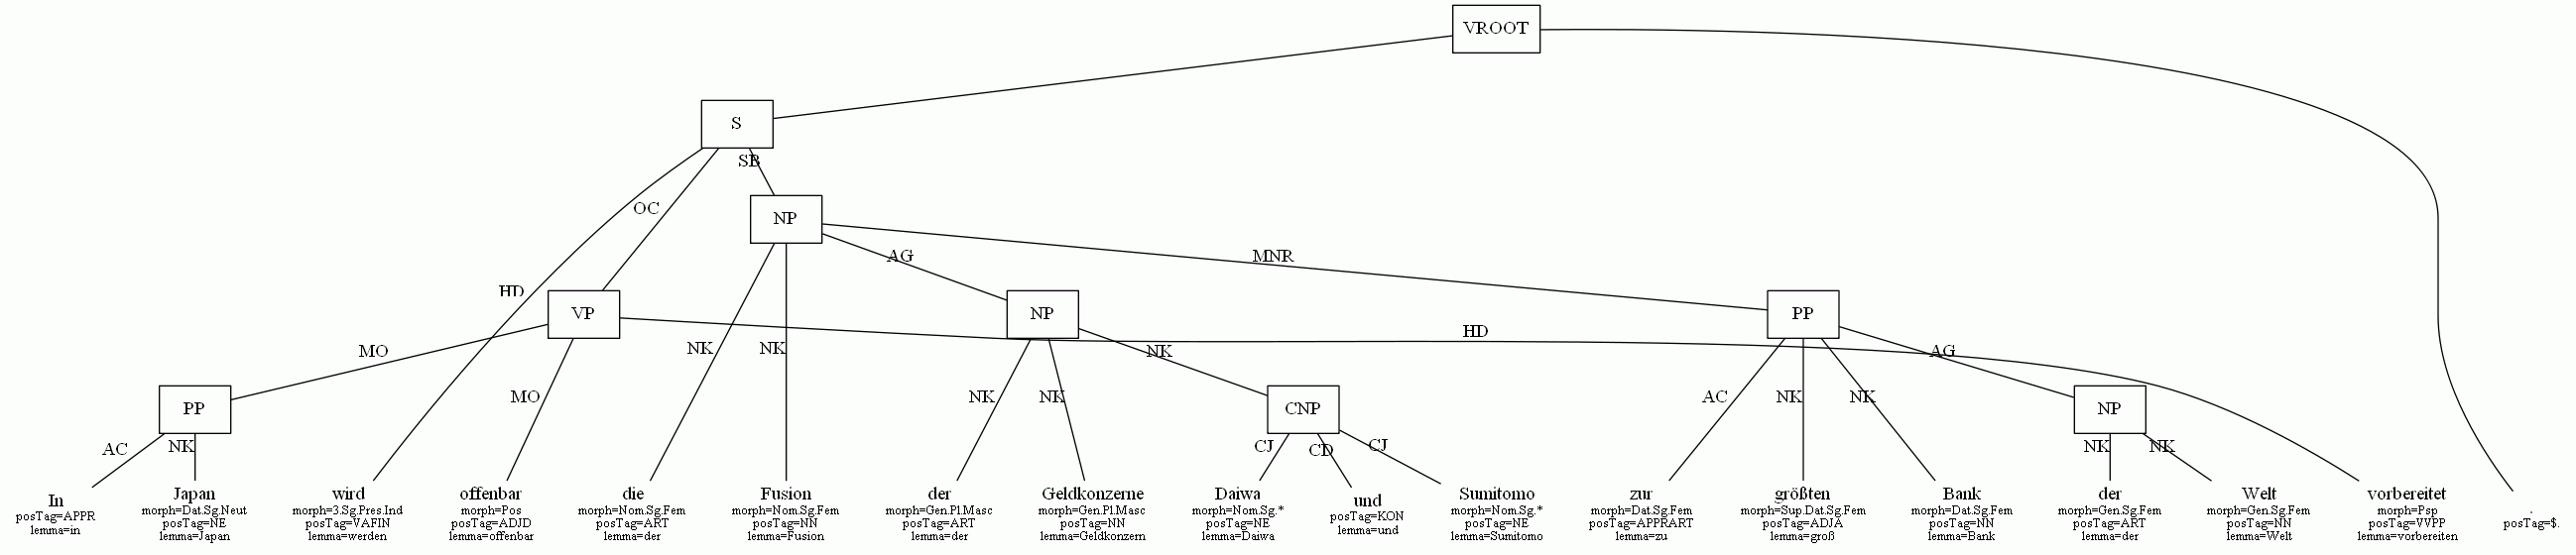 VROOT
S
SB
OC
NP
HD
AG
MNR
VP
NP
PP
HD
MO
NK
NK
NK
AG
MO
NK
NK
AC
NK
NK
PP
CNP
NP
AC
NK
CJ
CD
CJ
NK
NK
In
posTag=APPR
lemma=in
Japan
morph=Dat.Sg.Neut
posTag=NE
lemma=Japan
wird
morph=3.Sg.Pres.Ind
posTag=VAFIN
lemma=werden
offenbar
morph=Pos
posTag=ADJD
lemma=offenbar
die
morph=Nom.Sg.Fem
posTag=ART
lemma=der
Fusion
morph=Nom.Sg.Fem
posTag=NN
lemma=Fusion
der
morph=Gen.Pl.Masc
posTag=ART
lemma=der
Geldkonzerne
morph=Gen.Pl.Masc
posTag=NN
lemma=Geldkonzern
Daiwa
morph=Nom.Sg.*
posTag=NE
lemma=Daiwa
und
posTag=KON
lemma=und
Sumitomo
morph=Nom.Sg.*
posTag=NE
lemma=Sumitomo
zur
morph=Dat.Sg.Fem
posTag=APPRART
lemma=zu
größten
morph=Sup.Dat.Sg.Fem
posTag=ADJA
lemma=groß
Bank
morph=Dat.Sg.Fem
posTag=NN
lemma=Bank
der
morph=Gen.Sg.Fem
posTag=ART
lemma=der
Welt
morph=Gen.Sg.Fem
posTag=NN
lemma=Welt
vorbereitet
morph=Psp
posTag=VVPP
lemma=vorbereiten
.
posTag=$.